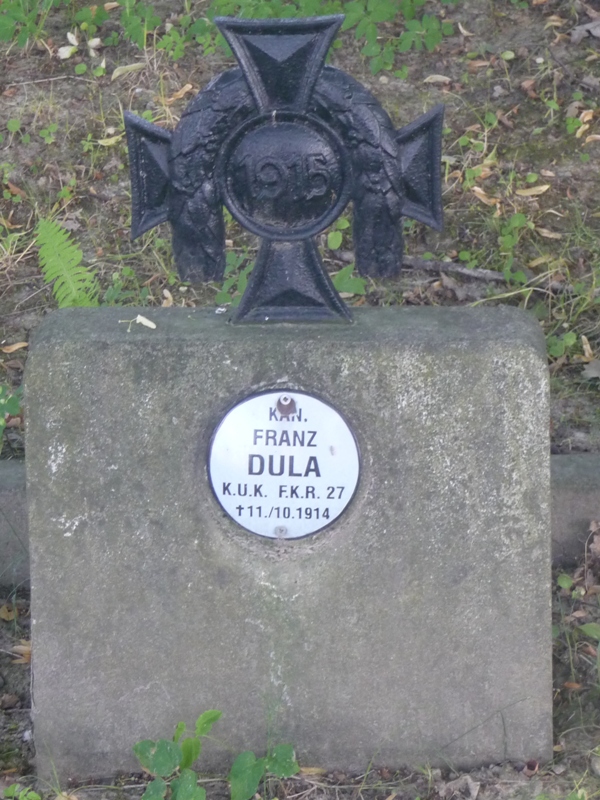 1915
KAN.
FRANZ
DULA
K.U.K. F.K.R. 27
†11./10.1914